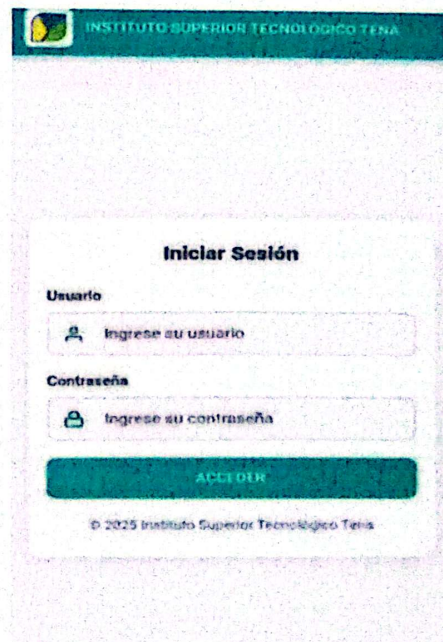 INSTITUTO SUPERIOR TECNOLÓGICO TENA
Iniciar Sesión
Usuario
Ingrese su usuario
Contraseña
Ingrese su contraseña
ACCEDER
© 2025 Instituto Superior Tecnológico Tena